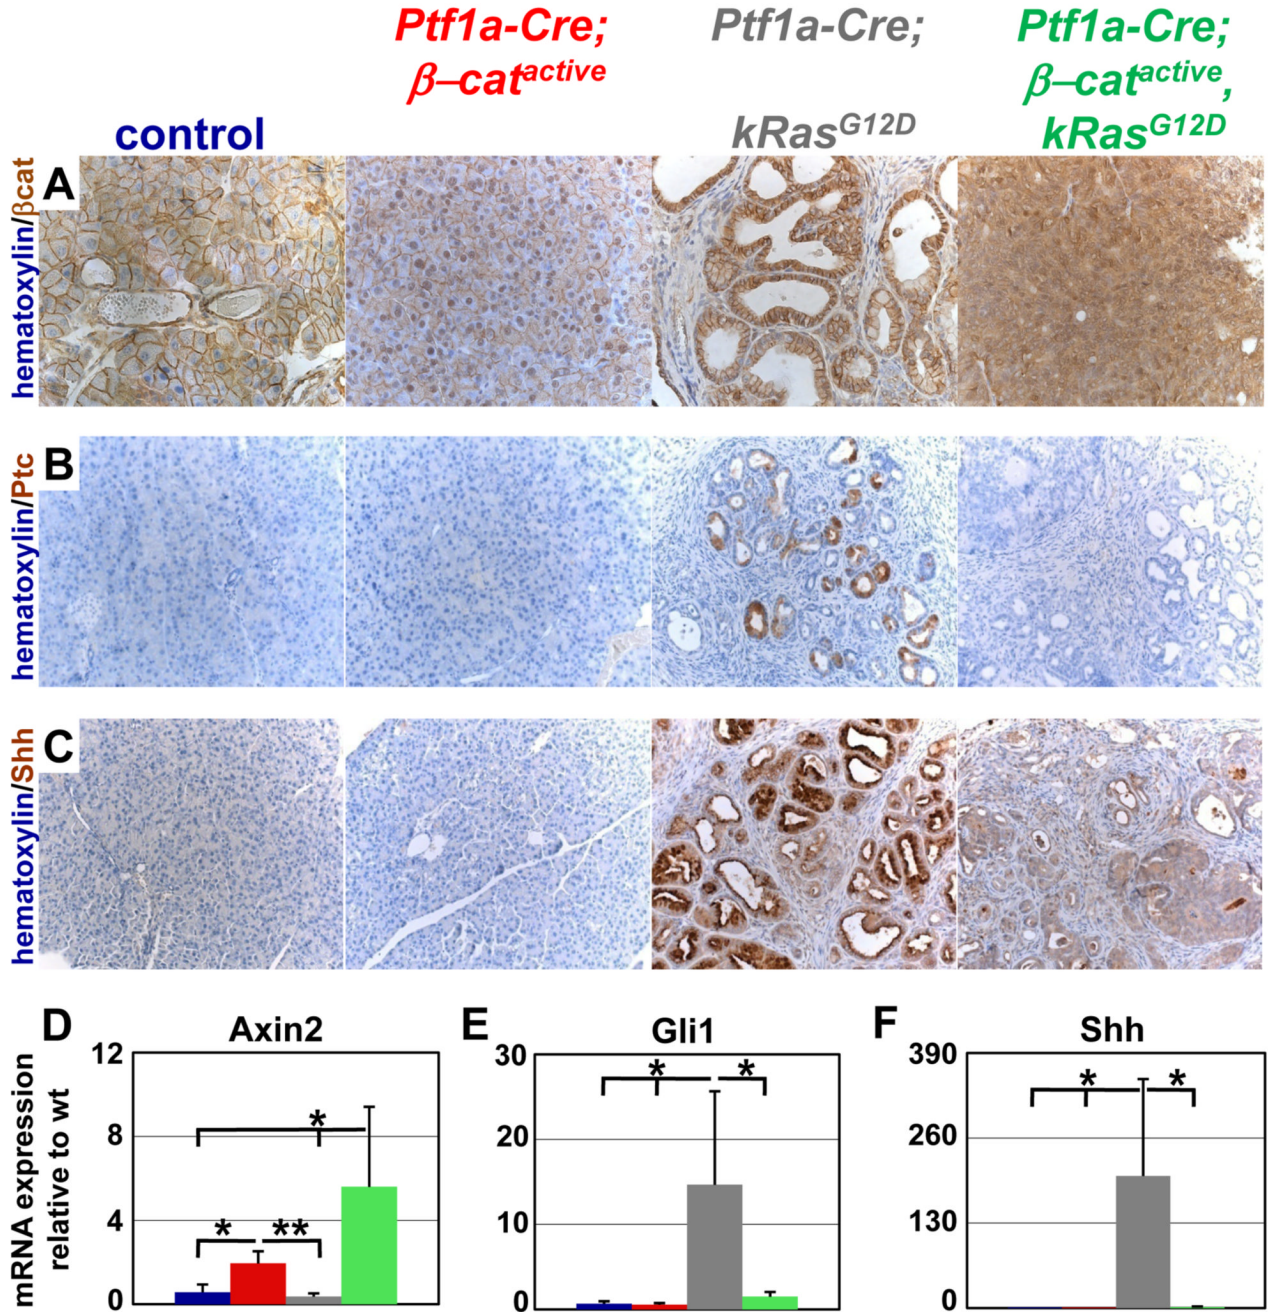 Ptf1a-Cre;
β–cat^active
Ptf1a-Cre;
kRas^G12D
Ptf1a-Cre;
β–cat^active,
kRas^G12D
control
A
hematoxylin/βcat
B
hematoxylin/Ptc
C
hematoxylin/Shh
D
Axin2
mRNA expression
relative to wt
12
8
4
0
*
*
**
E
Gli1
30
20
10
0
*
*
F
Shh
390
260
130
0
*
*